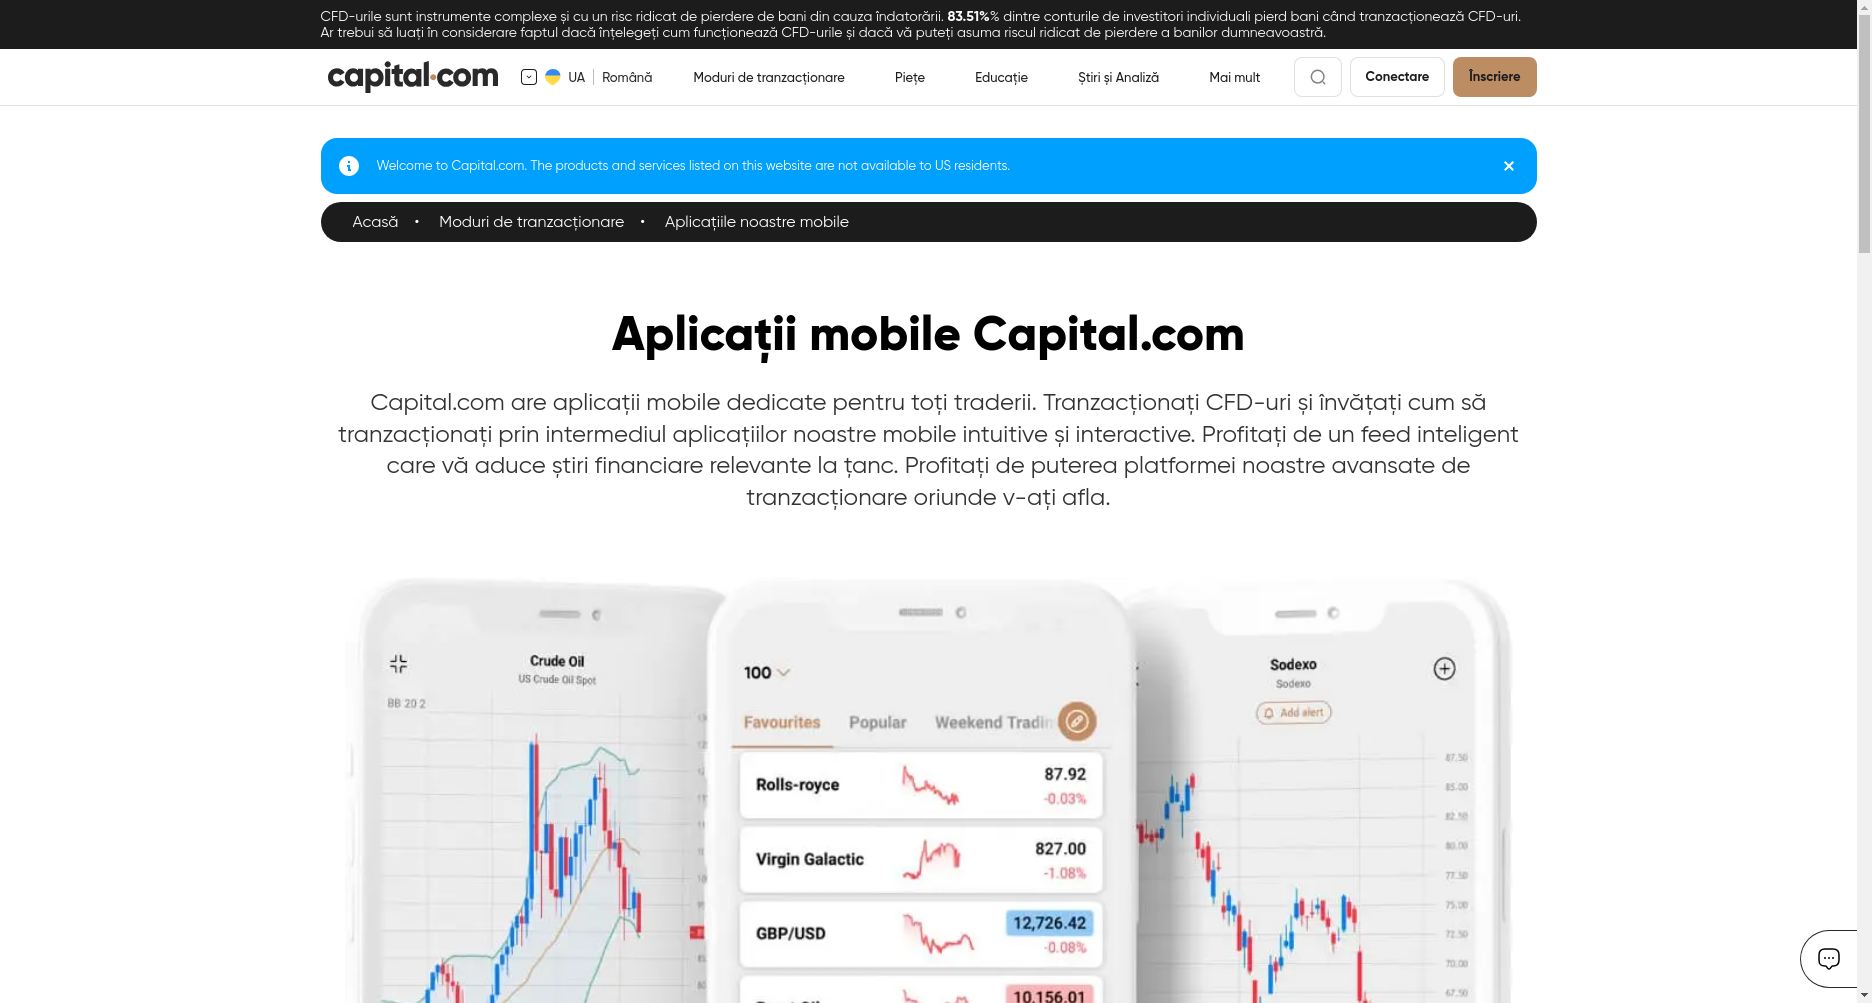 CFD-urile sunt instrumente complexe și cu un risc ridicat de pierdere de bani din cauza îndatorării. 83.51%% dintre conturile de investitori individuali pierd bani când tranzacționează CFD-uri.
Ar trebui să luați în considerare faptul dacă înțelegeți cum funcționează CFD-urile și dacă vă puteți asuma riscul ridicat de pierdere a banilor dumneavoastră.
capital.com
UA
Română
Moduri de tranzacționare
Piețe
Educație
Știri și Analiză
Mai mult
Conectare
Înscriere
Welcome to Capital.com. The products and services listed on this website are not available to US residents.
Acasă
Moduri de tranzacționare
Aplicațiile noastre mobile
Aplicații mobile Capital.com
Capital.com are aplicații mobile dedicate pentru toți traderii. Tranzacționați CFD-uri și învățați cum să
tranzacționați prin intermediul aplicațiilor noastre mobile intuitive și interactive. Profitați de un feed inteligent
care vă aduce știri financiare relevante la țanc. Profitați de puterea platformei noastre avansate de
tranzacționare oriunde v-ați afla.
Crude Oil
US Crude Oil Spot
BB 20 2
100
Favourites
Popular
Weekend
Rolls-royce
87.92
-0.03%
Virgin Galactic
827.00
-1.08%
GBP/USD
12,726.42
-0.08%
10,156.01
Sodexo
Sodexo
Add alert
87.50
85.00
82.50
80.00
77.50
75.00
72.50
70.00
67.50